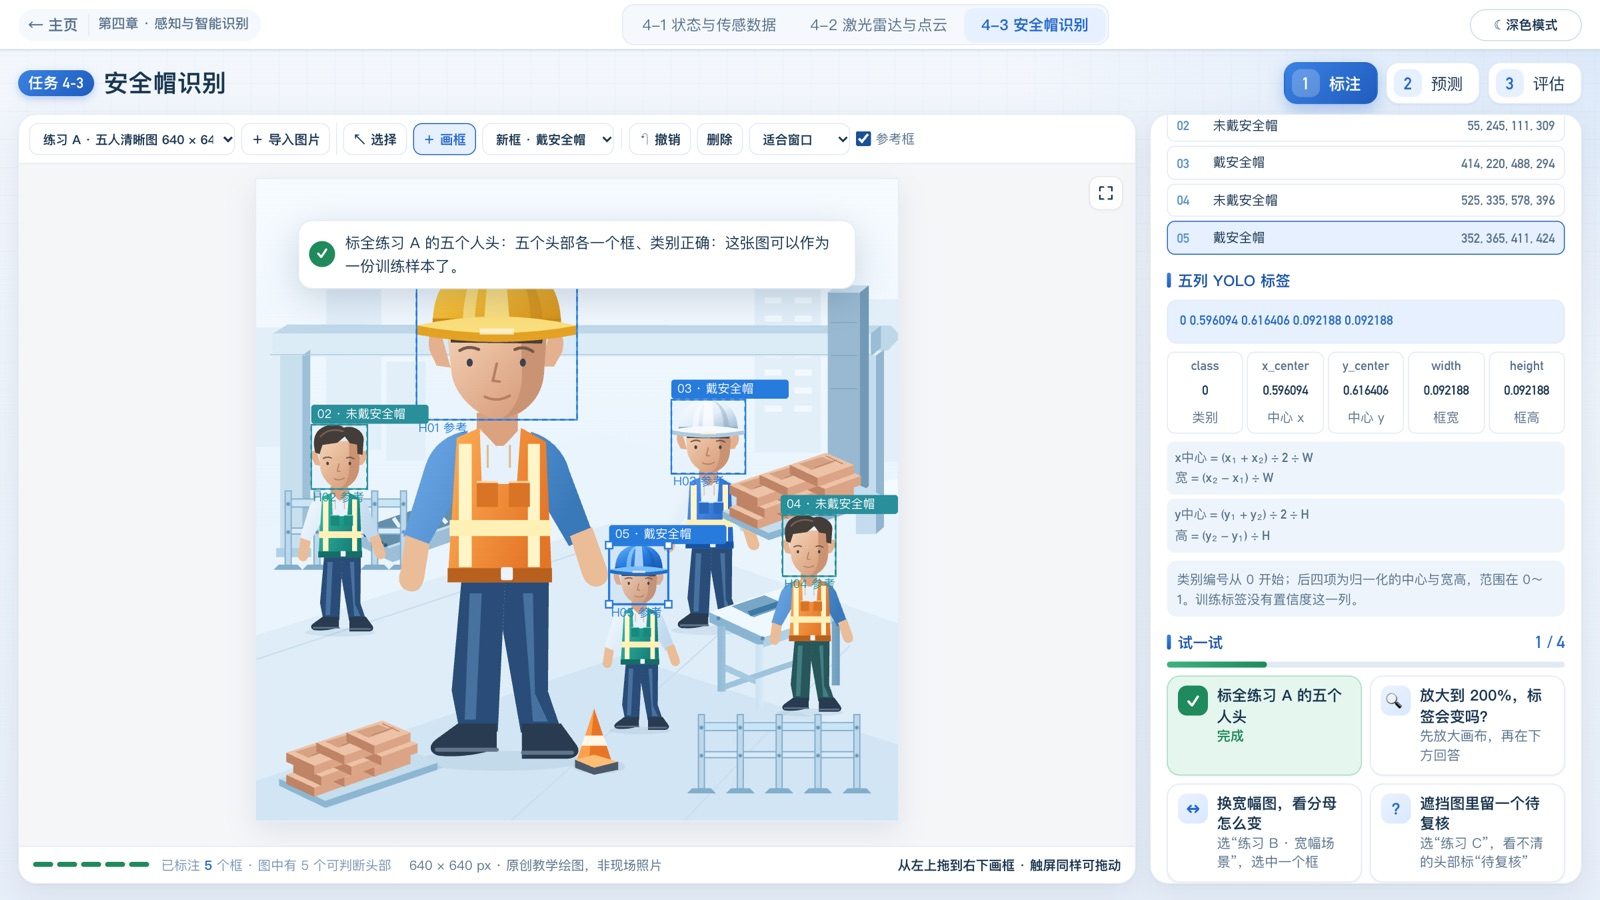 ← 主页
第四章 · 感知与智能识别
4-1 状态与传感数据
4-2 激光雷达与点云
4-3 安全帽识别
☾ 深色模式
任务 4-3
安全帽识别
1 标注
2 预测
3 评估
练习 A · 五人清晰图 640 × 64
+ 导入图片
↖ 选择
+ 画框
新框 · 戴安全帽
撤销
删除
适合窗口
参考框
标全练习 A 的五个人头：五个头部各一个框、类别正确：这张图可以作为
一份训练样本了。
H01 参考
02 · 未戴安全帽
H02 参考
03 · 戴安全帽
H03 参考
04 · 未戴安全帽
H04 参考
05 · 戴安全帽
H05 参考
已标注 5 个框 · 图中有 5 个可判断头部
640 × 640 px · 原创教学绘图，非现场照片
从左上拖到右下画框 · 触屏同样可拖动
02 未戴安全帽 55, 245, 111, 309
03 戴安全帽 414, 220, 488, 294
04 未戴安全帽 525, 335, 578, 396
05 戴安全帽 352, 365, 411, 424
五列 YOLO 标签
0 0.596094 0.616406 0.092188 0.092188
class x_center y_center width height
0 0.596094 0.616406 0.092188 0.092188
类别 中心 x 中心 y 框宽 框高
x中心 = (x₁ + x₂) ÷ 2 ÷ W
宽 = (x₂ − x₁) ÷ W
y中心 = (y₁ + y₂) ÷ 2 ÷ H
高 = (y₂ − y₁) ÷ H
类别编号从 0 开始；后四项为归一化的中心与宽高，范围在 0～
1。训练标签没有置信度这一列。
试一试
1 / 4
标全练习 A 的五个
人头
完成
放大到 200%，标
签会变吗？
先放大画布，再在下
方回答
换宽幅图，看分母
怎么变
选“练习 B · 宽幅场
景”，选中一个框
?
遮挡图里留一个待
复核
选“练习 C”，看不清
的头部标“待复核”